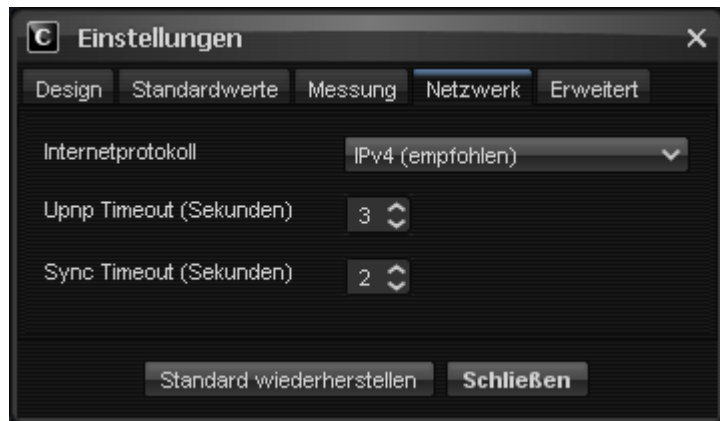 C Einstellungen
Design Standardwerte Messung Netzwerk Erweitert
Internetprotokoll IPv4 (empfohlen)
Upnp Timeout (Sekunden) 3
Sync Timeout (Sekunden) 2
Standard wiederherstellen Schließen